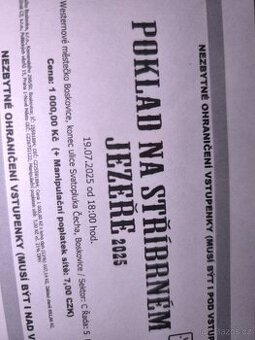 NEZBYTNÉ OHRANIČENÍ VSTUPENKY (MUSÍ BÝT I POD VSTUP
POKLAD NA STŘÍBRNÉM
JEZEŘE 2025
19.07.2025 od 18:00 hod.
Westernové městečko Boskovice, konec ulice Svatopluka Čecha, Boskovice / Sektor: C Řada: 5
Cena: 1 000,00 Kč (+ Manipulační poplatek sítě: 7,00 CZK)
NEZBYTNÉ OHRANIČENÍ VSTUPENKY (MUSÍ BÝT I NAD V